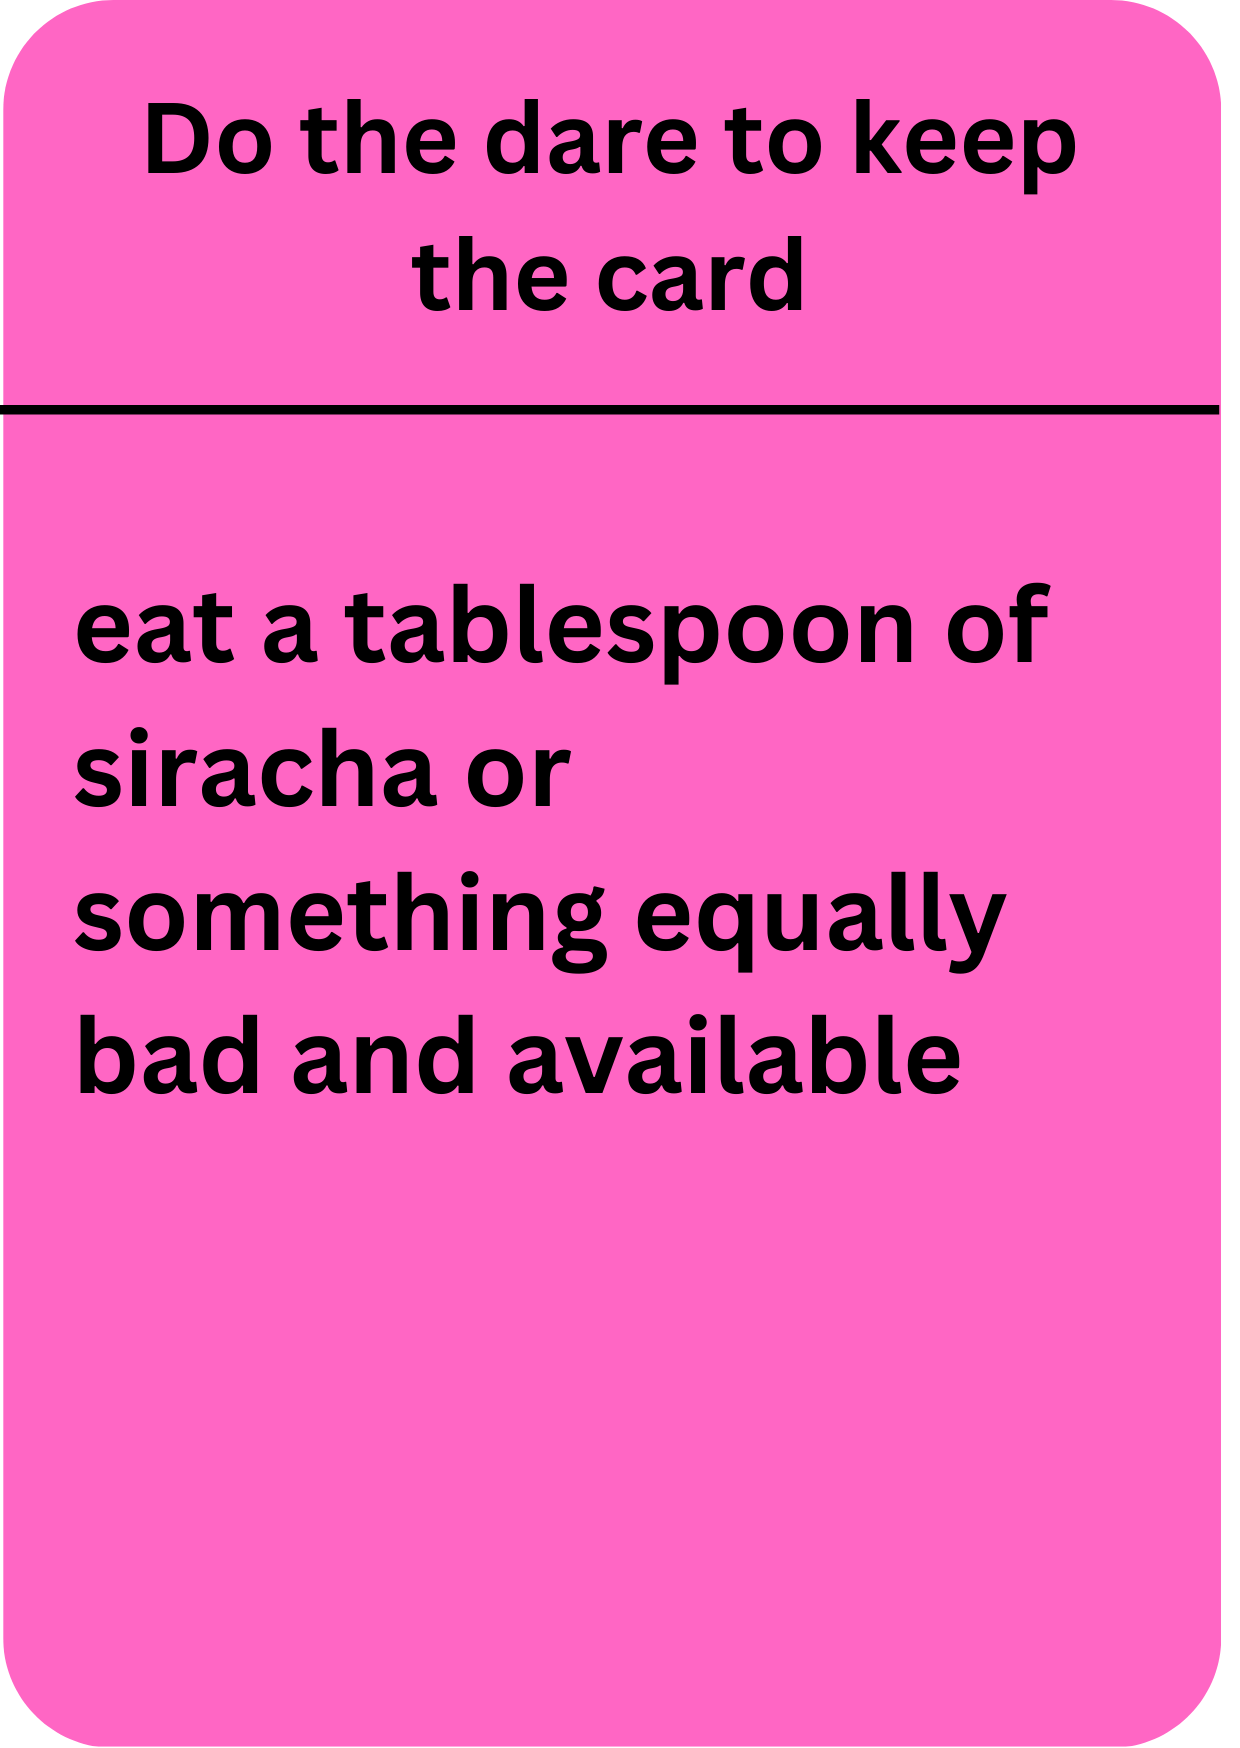 Do the dare to keep
the card
eat a tablespoon of
siracha or
something equally
bad and available